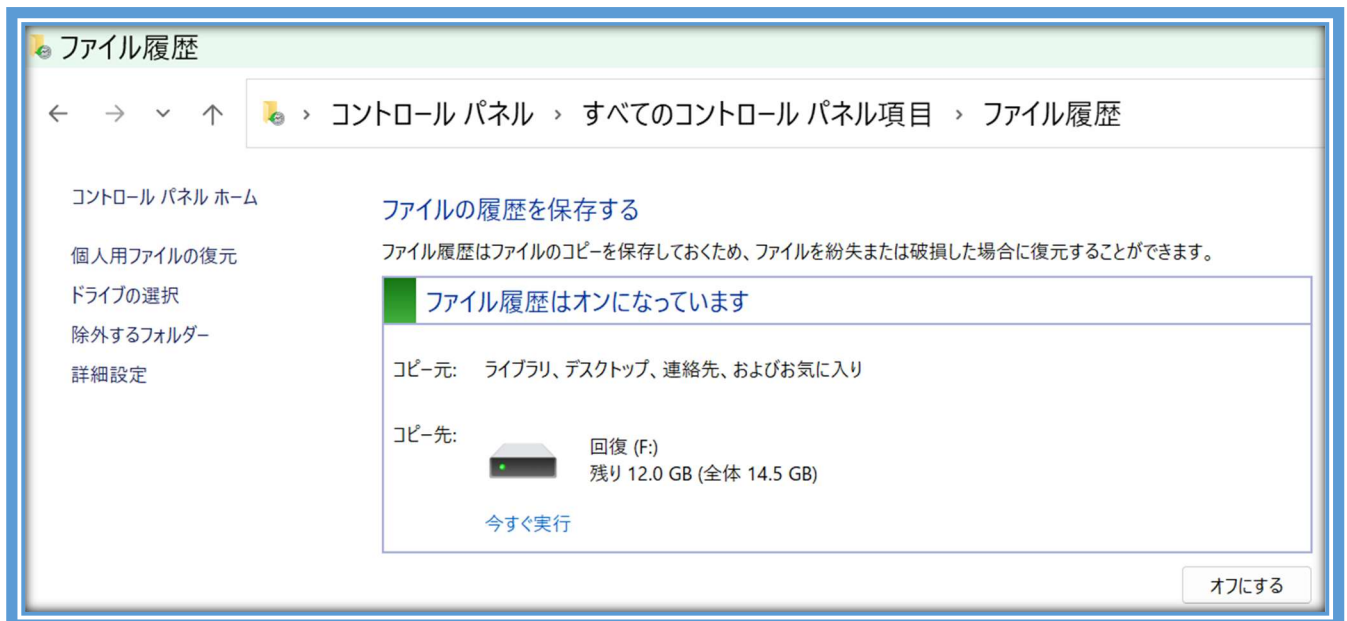 ファイル履歴
コントロール パネル › すべてのコントロール パネル項目 › ファイル履歴
コントロール パネル ホーム
個人用ファイルの復元
ドライブの選択
除外するフォルダー
詳細設定
ファイルの履歴を保存する
ファイル履歴はファイルのコピーを保存しておくため、ファイルを紛失または破損した場合に復元することができます。
ファイル履歴はオンになっています
コピー元: ライブラリ、デスクトップ、連絡先、およびお気に入り
コピー先:
回復 (F:)
残り 12.0 GB (全体 14.5 GB)
今すぐ実行
オフにする